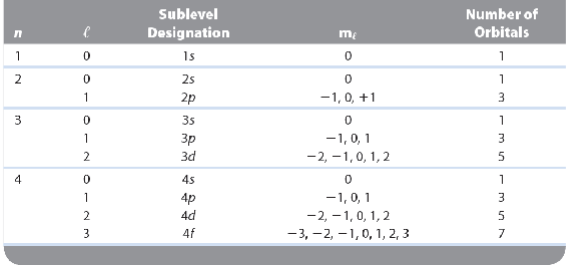 Sublevel Number of
n ℓ Designation mℓ Orbitals
1 0 1s 0 1
2 0 2s 0 1
1 2p −1, 0, +1 3
3 0 3s 0 1
1 3p −1, 0, 1 3
2 3d −2, −1, 0, 1, 2 5
4 0 4s 0 1
1 4p −1, 0, 1 3
2 4d −2, −1, 0, 1, 2 5
3 4f −3, −2, −1, 0, 1, 2, 3 7